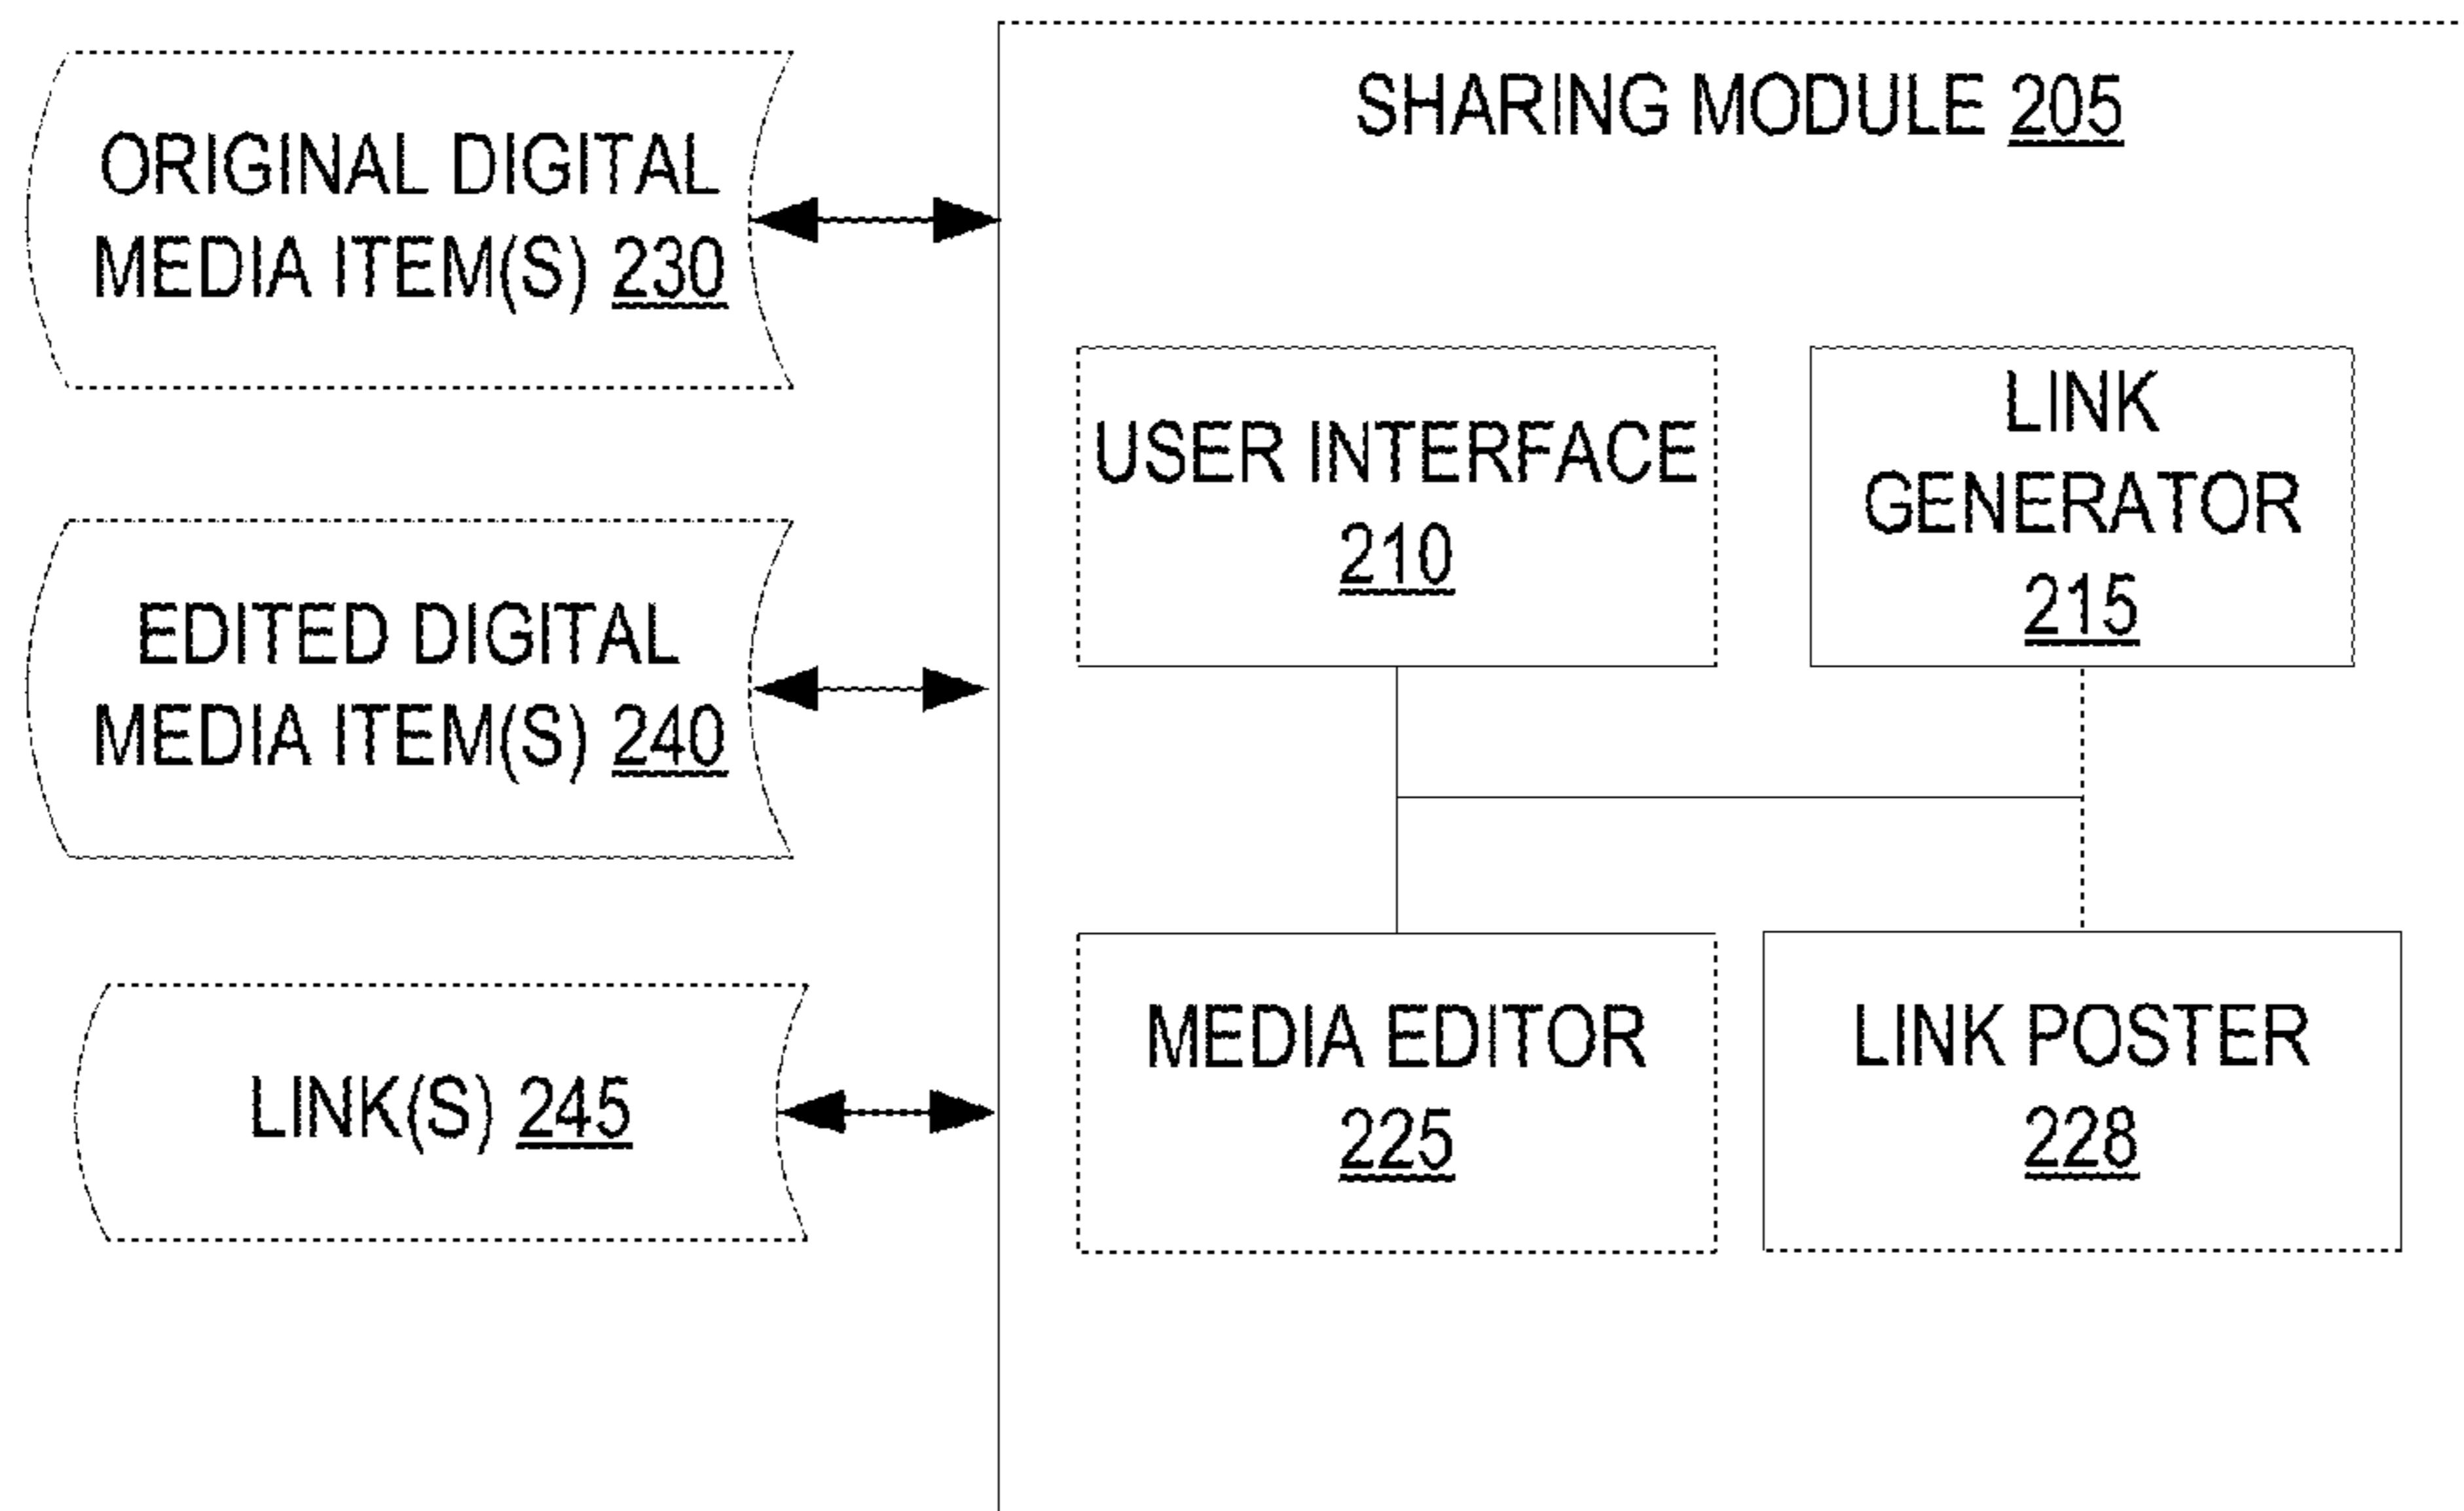 ORIGINAL DIGITAL
MEDIA ITEM(S) 230
EDITED DIGITAL
MEDIA ITEM(S) 240
LINK(S) 245
SHARING MODULE 205
USER INTERFACE
210
LINK
GENERATOR
215
MEDIA EDITOR
225
LINK POSTER
228